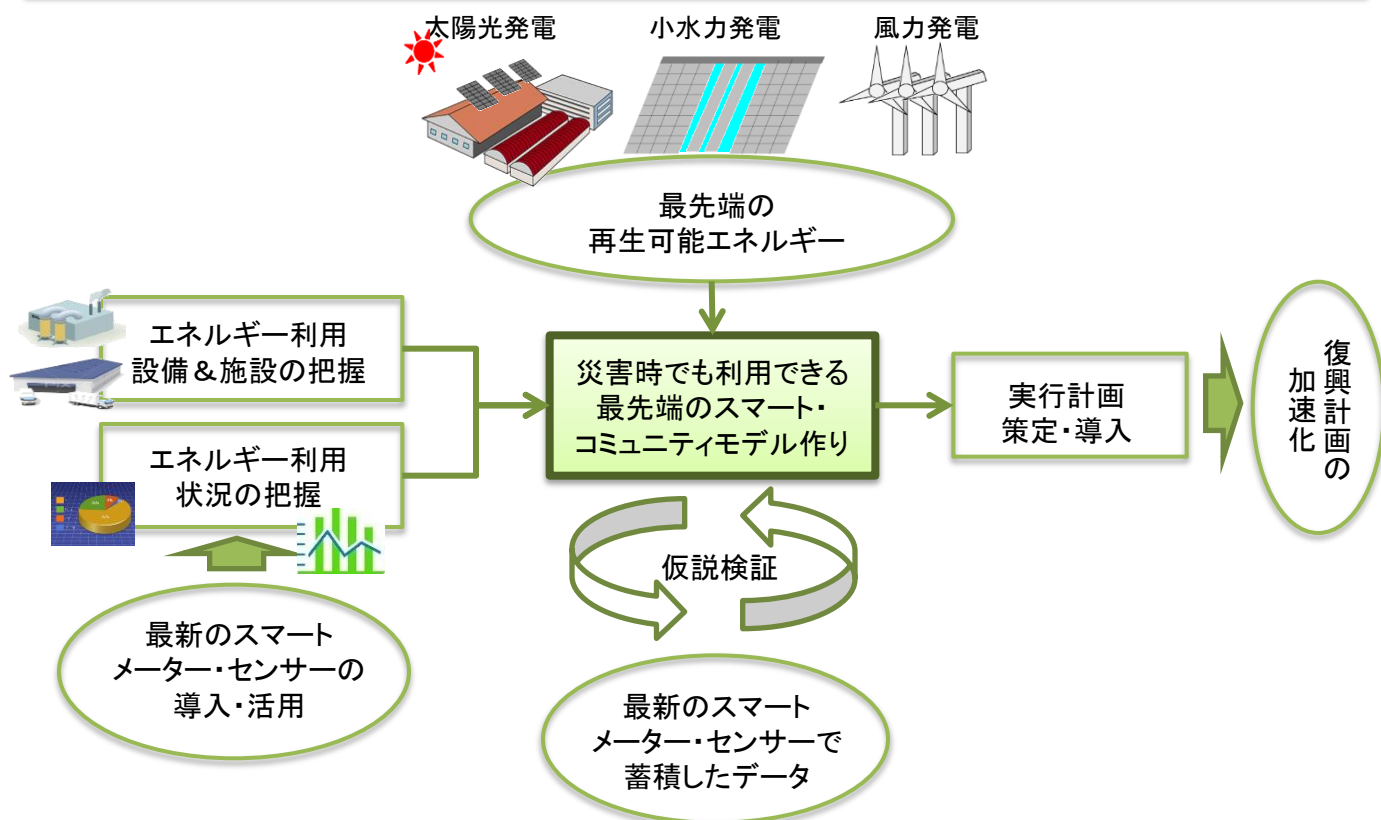 太陽光発電
小水力発電
風力発電
最先端の
再生可能エネルギー
エネルギー利用
設備＆施設の把握
エネルギー利用
状況の把握
災害時でも利用できる
最先端のスマート・
コミュニティモデル作り
実行計画
策定・導入
復興計画の
加速化
仮説検証
最新のスマート
メーター・センサーの
導入・活用
最新のスマート
メーター・センサーで
蓄積したデータ